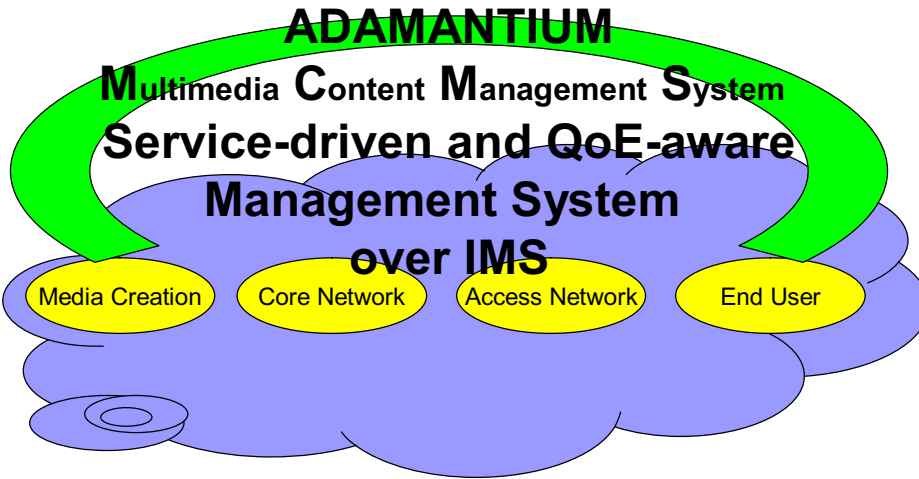 ADAMANTIUM
Multimedia Content Management System
Service-driven and QoE-aware
Management System
over IMS
Media Creation
Core Network
Access Network
End User